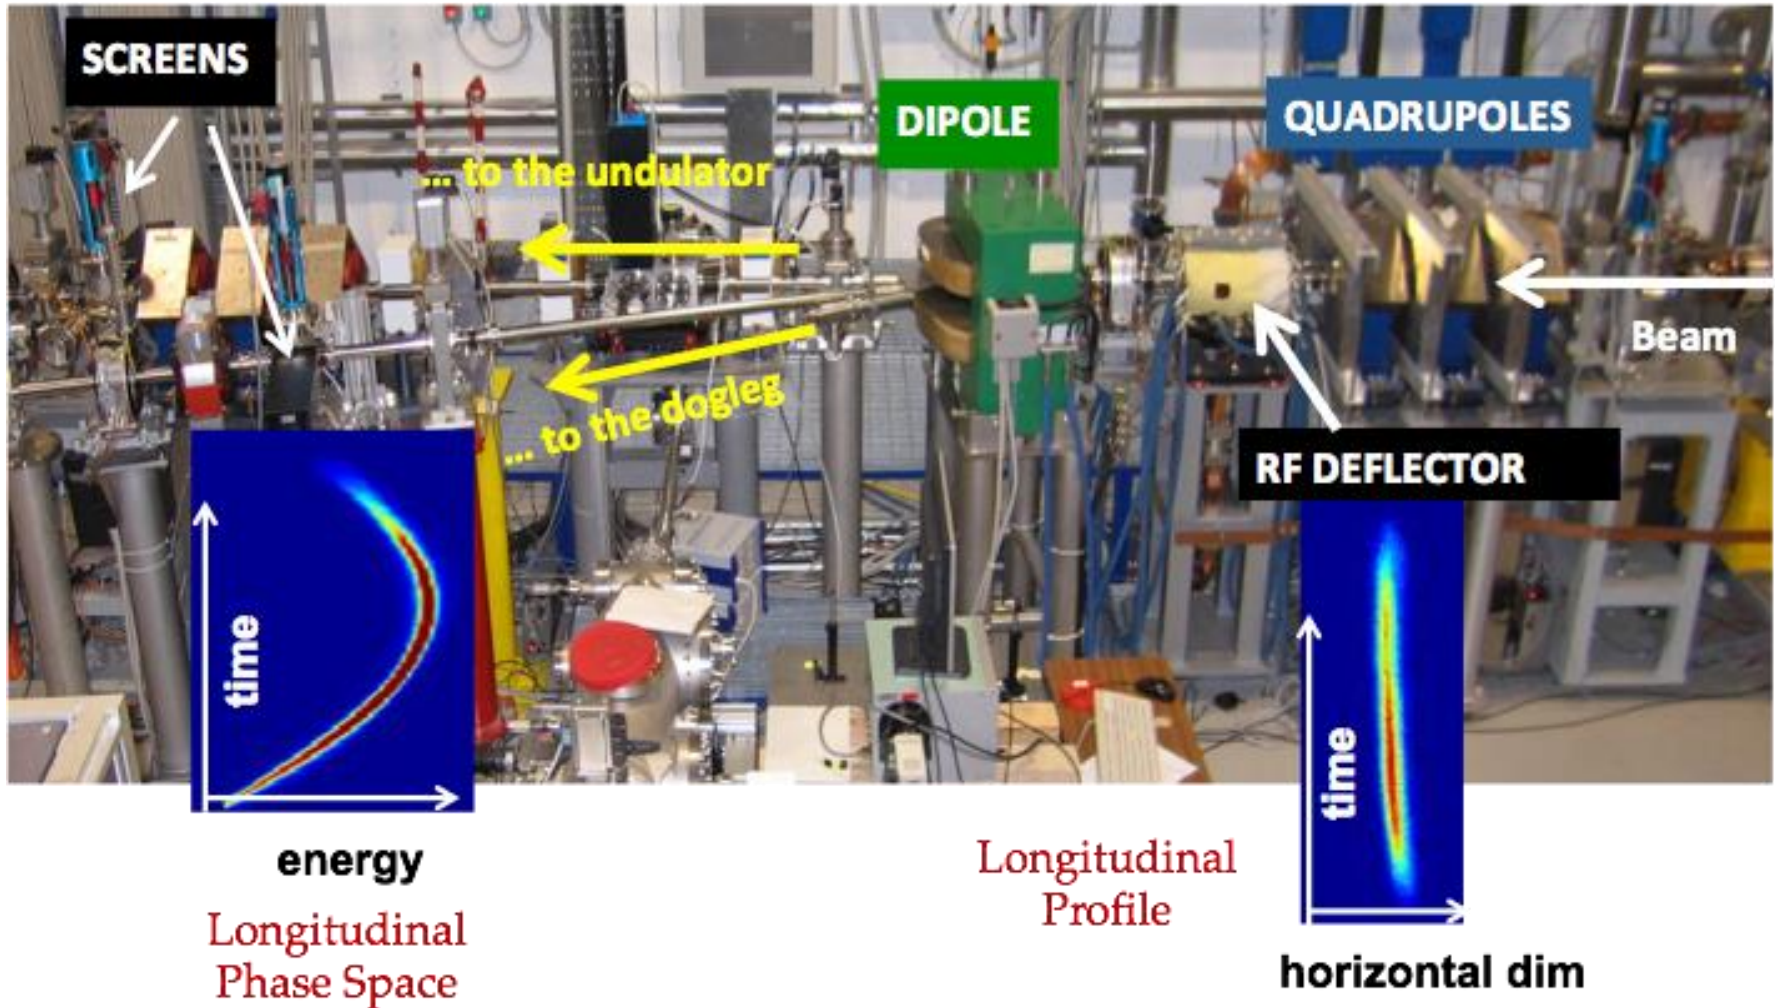 SCREENS
DIPOLE
QUADRUPOLES
... to the undulator
Beam
... to the dogleg
RF DEFLECTOR
time
time
energy
Longitudinal
Profile
Longitudinal
Phase Space
horizontal dim